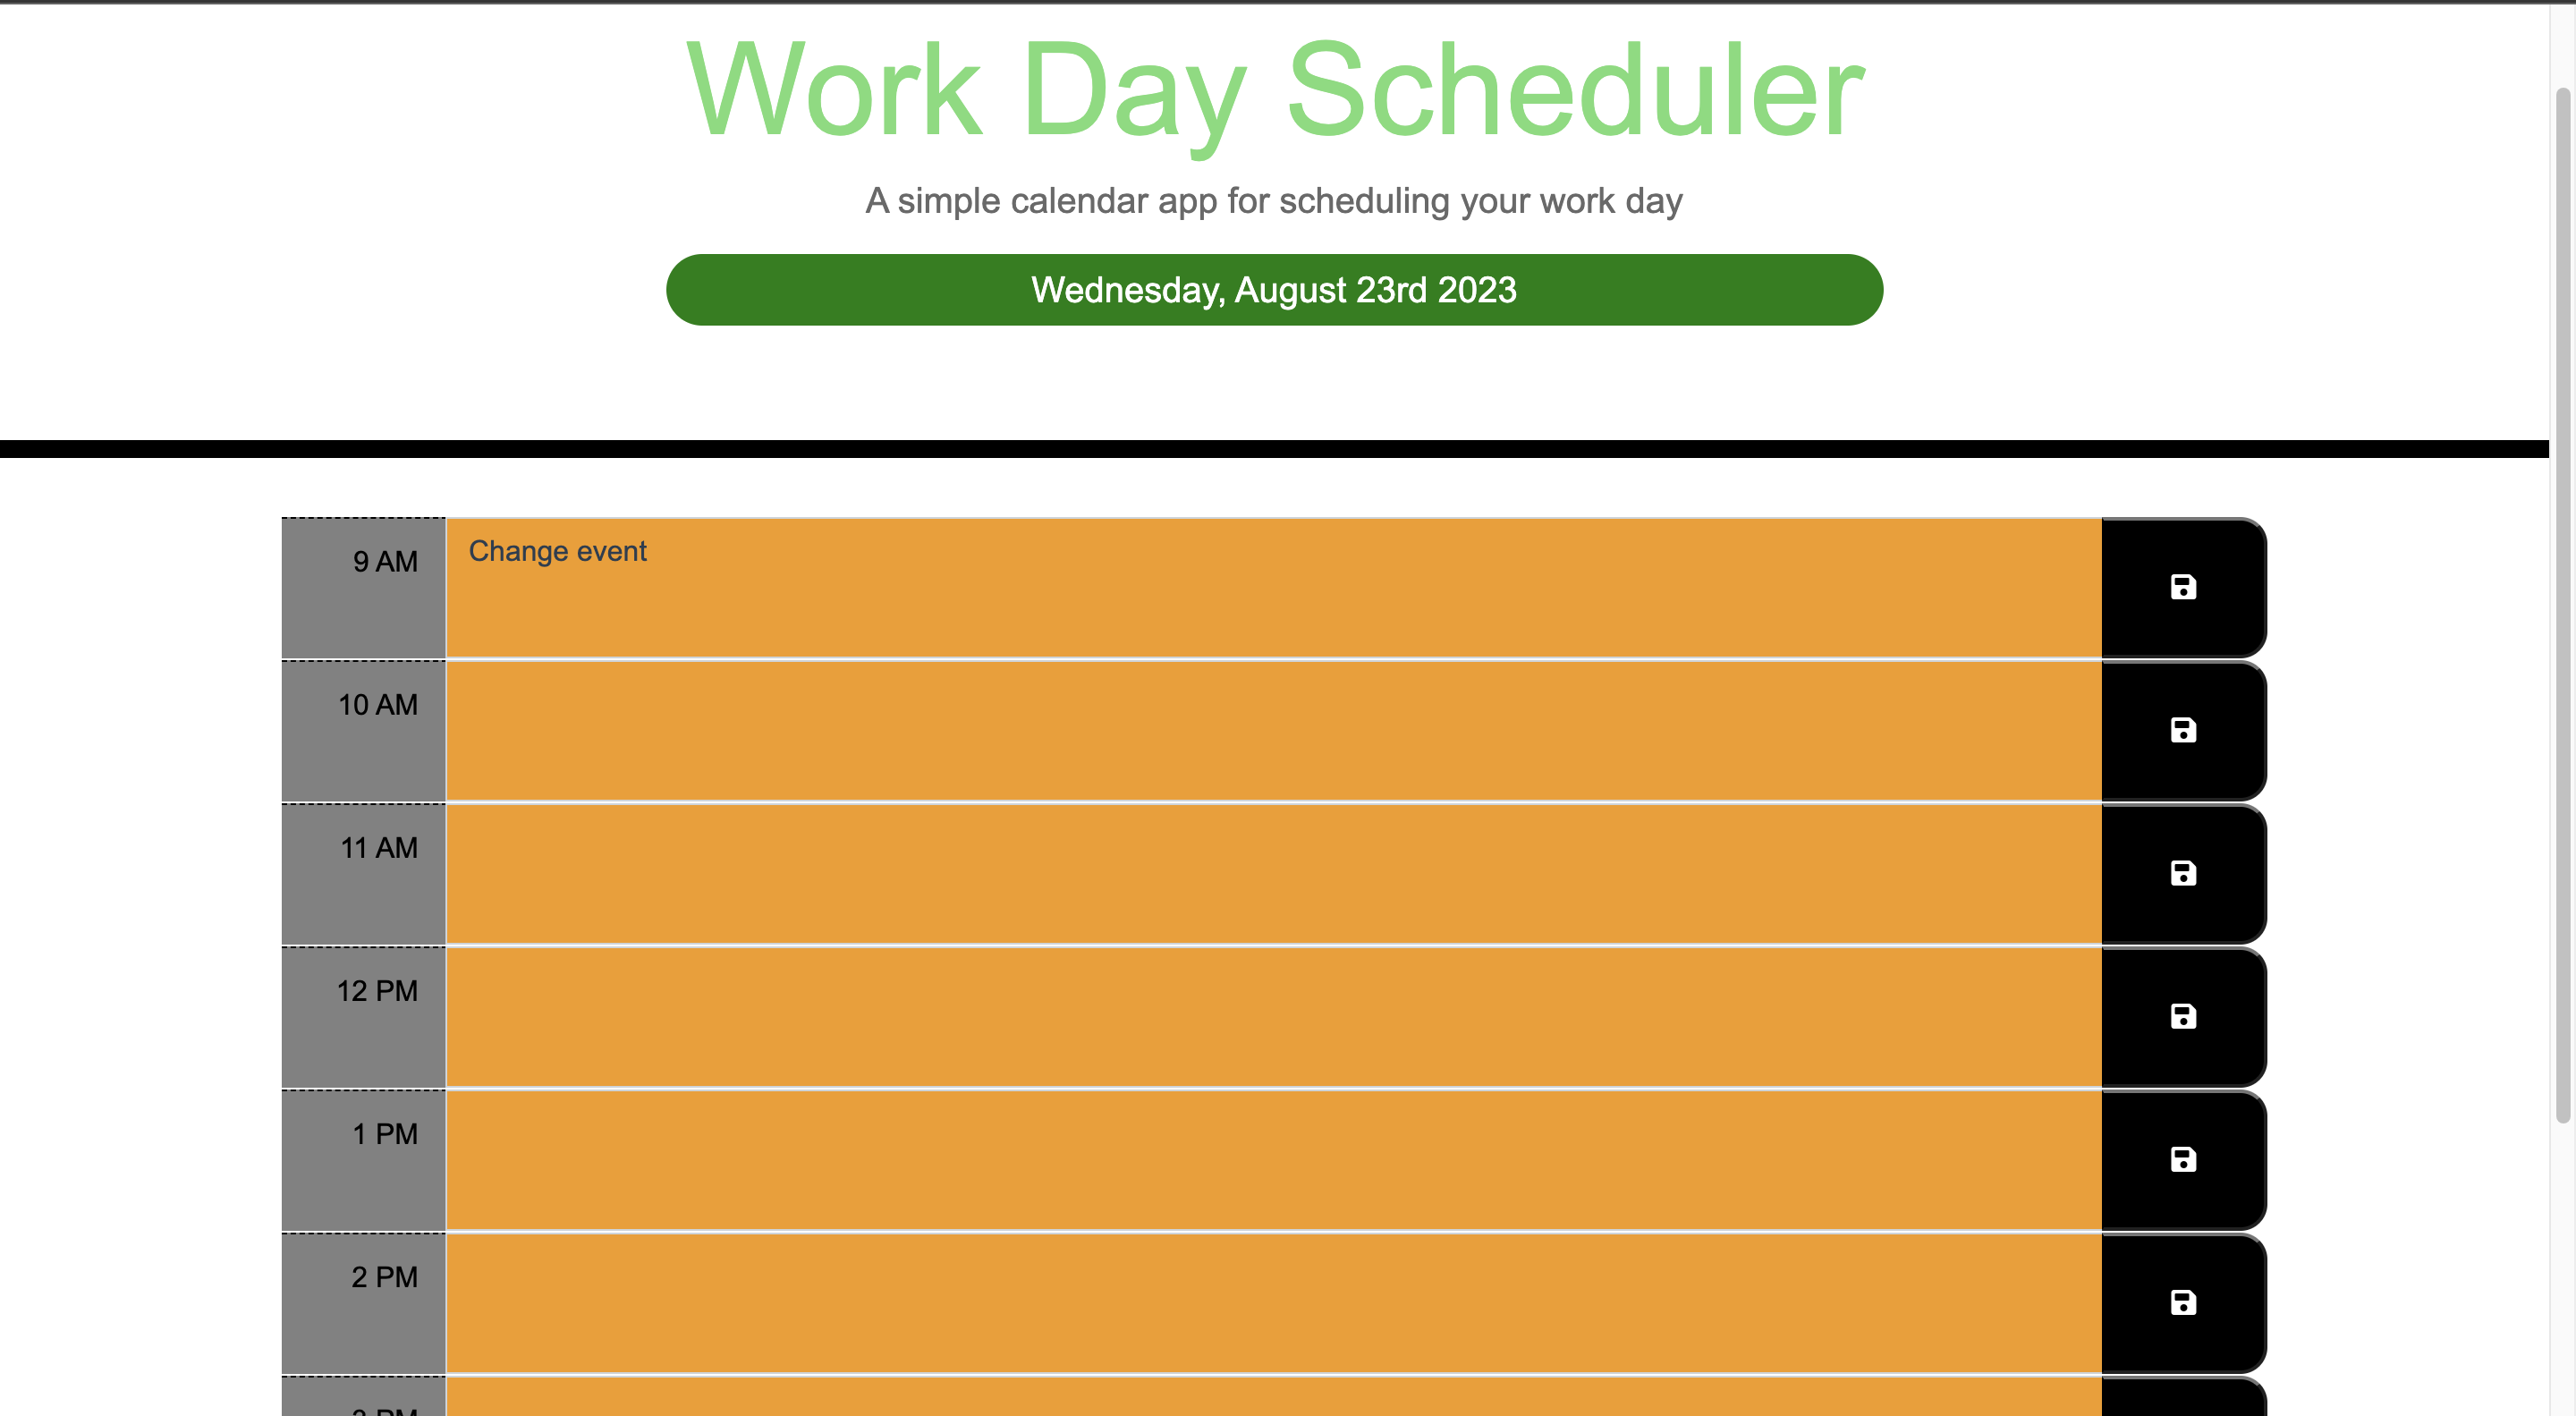 Work Day Scheduler
A simple calendar app for scheduling your work day
Wednesday, August 23rd 2023
9 AM
Change event
10 AM
11 AM
12 PM
1 PM
2 PM
PM